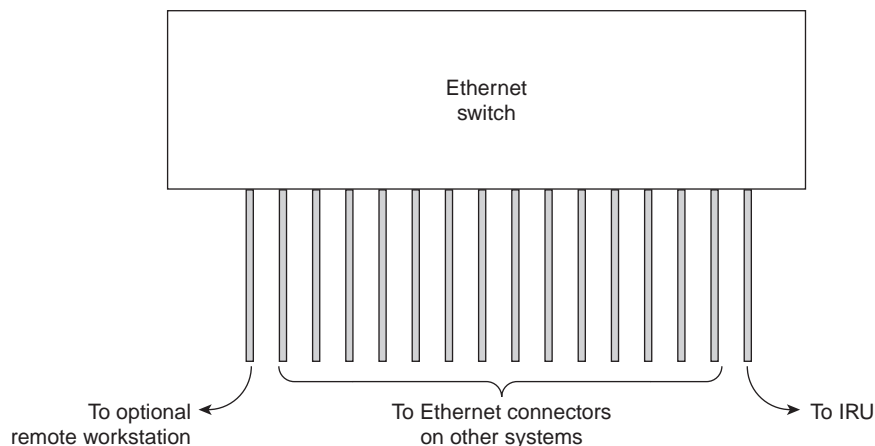 Ethernet
switch
To optional
remote workstation
To Ethernet connectors
on other systems
To IRU